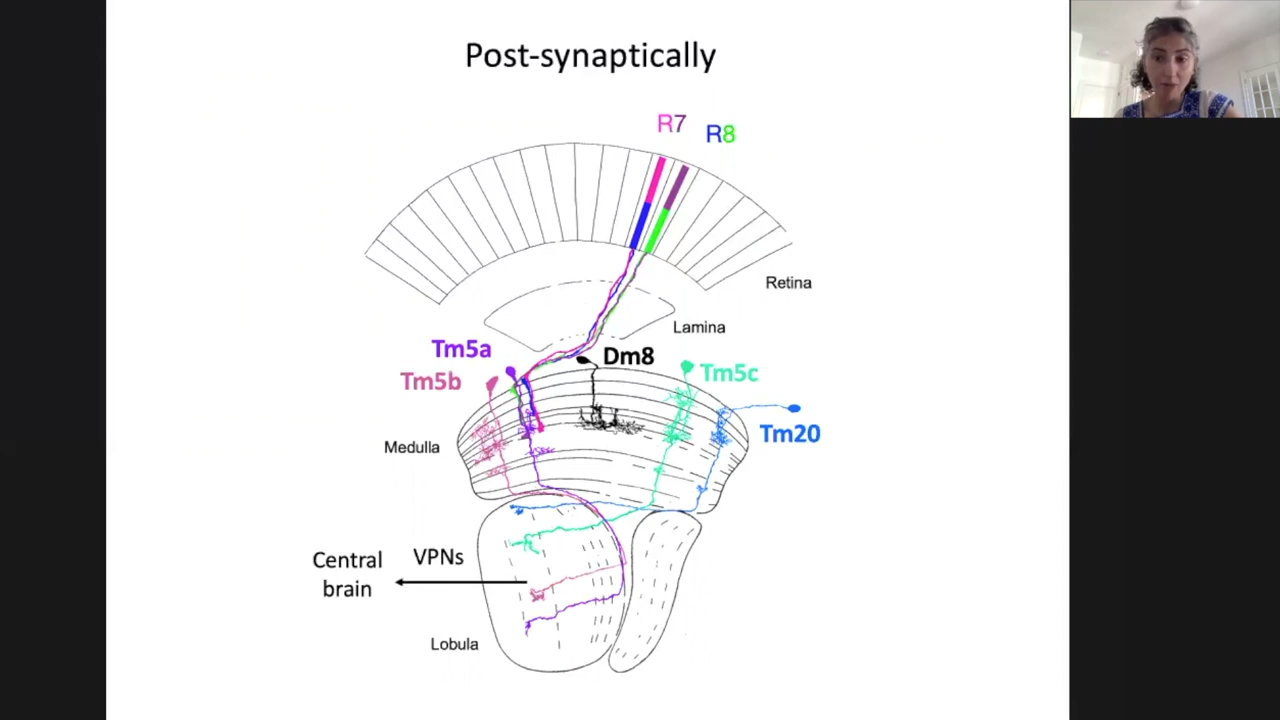 Post-synaptically
R7
R8
Retina
Lamina
Tm5a
Dm8
Tm5b
Tm5c
Tm20
Medulla
Central
brain
VPNs
Lobula